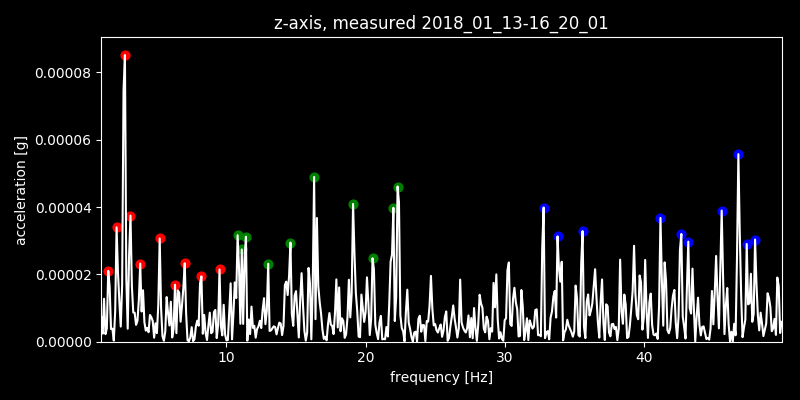 z-axis, measured 2018_01_13-16_20_01
0.00008
0.00006
0.00004
0.00002
0.00000
acceleration [g]
10 20 30 40
frequency [Hz]